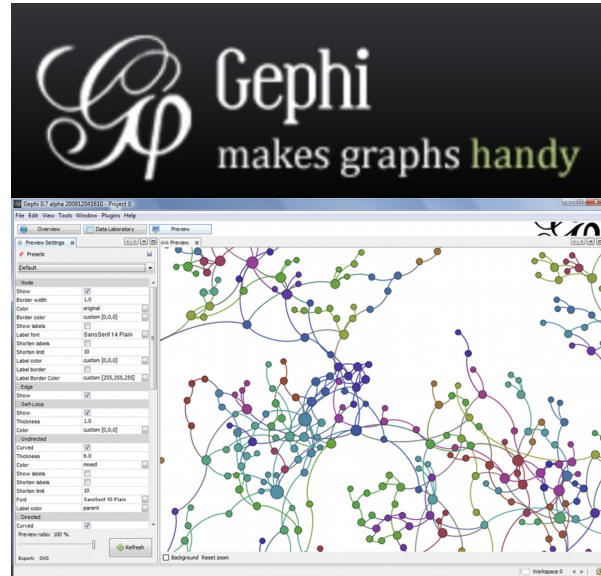 Gephi
makes graphs handy
Gephi 0.7 alpha 200912041610 - Project 0
File Edit View Tools Window Plugins Help
Overview Data Laboratory Preview
Preview Settings Preview
Presets
Default
Node
Show
Border width 1.0
Color original
Border color custom [0,0,0]
Show labels
Label font SansSerif 14 Plain
Shorten labels
Shorten limit 10
Label color custom [0,0,0]
Label border
Label Border Color custom [255,255,255]
Edge
Show
Self-Loop
Show
Thickness 1.0
Color custom [0,0,0]
Undirected
Curved
Thickness 6.0
Color mixed
Show labels
Shorten labels
Shorten limit 10
Font SansSerif 10 Plain
Label color parent
Directed
Curved
Preview ratio: 100 %
Refresh
Export: SVG
Background Reset zoom
Workspace 0